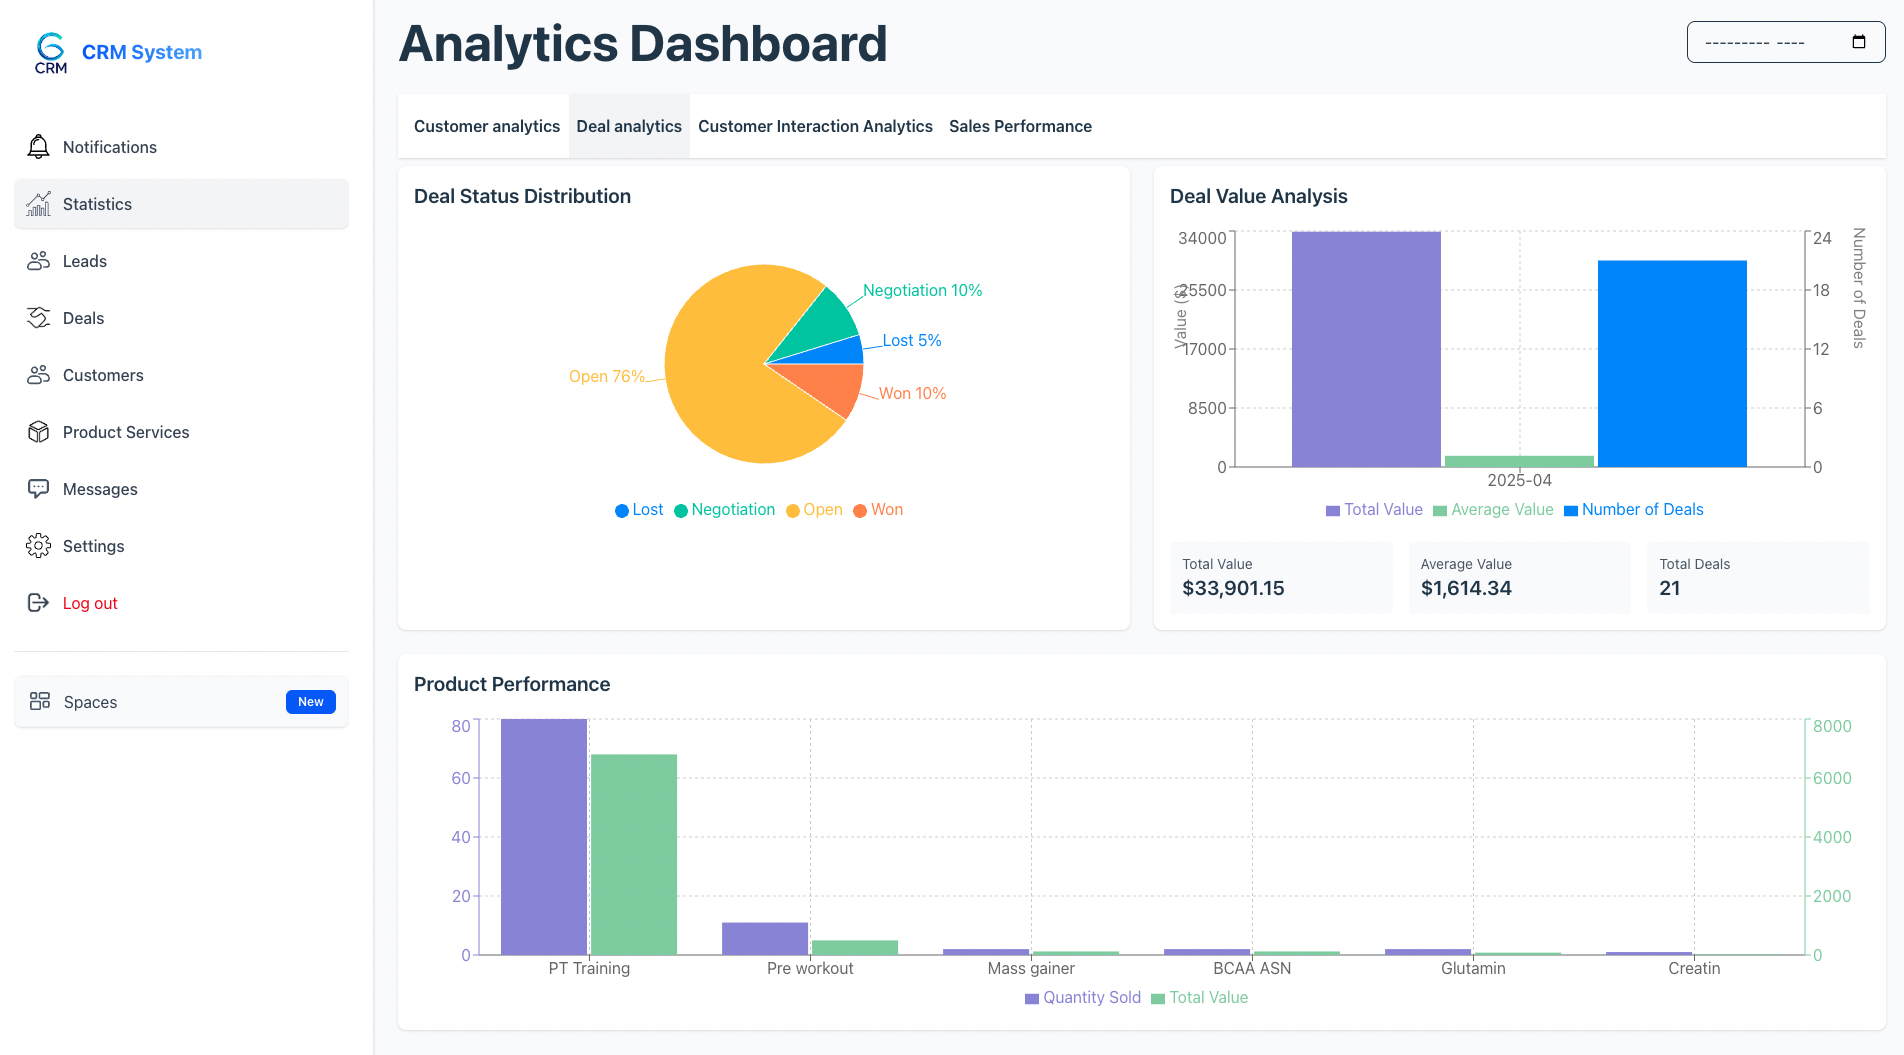 CRM
CRM System
Notifications
Statistics
Leads
Deals
Customers
Product Services
Messages
Settings
Log out
Spaces
New
Analytics Dashboard
--------- ----
Customer analytics
Deal analytics
Customer Interaction Analytics
Sales Performance
Deal Status Distribution
Negotiation 10%
Lost 5%
Open 76%
Won 10%
Lost
Negotiation
Open
Won
Deal Value Analysis
34000
25500
17000
8500
0
Value ($)
24
18
12
6
0
Number of Deals
2025-04
Total Value
Average Value
Number of Deals
Total Value
$33,901.15
Average Value
$1,614.34
Total Deals
21
Product Performance
80
60
40
20
0
8000
6000
4000
2000
0
PT Training
Pre workout
Mass gainer
BCAA ASN
Glutamin
Creatin
Quantity Sold
Total Value